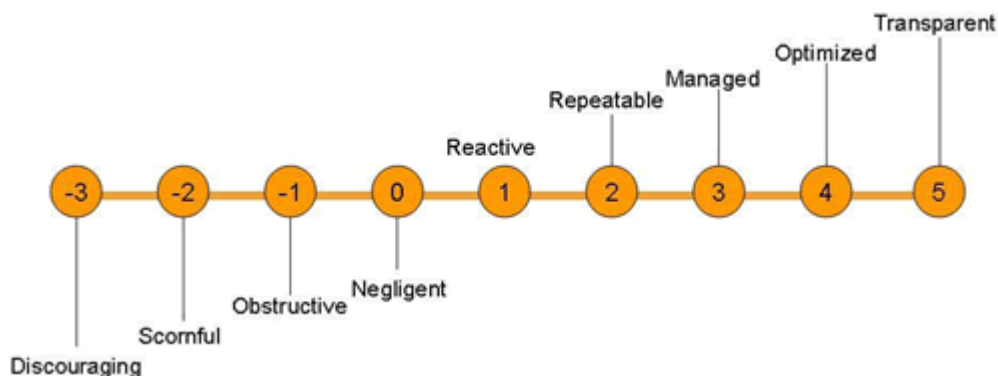 Transparent
Optimized
Managed
Repeatable
Reactive
-3 -2 -1 0 1 2 3 4 5
Negligent
Obstructive
Scornful
Discouraging